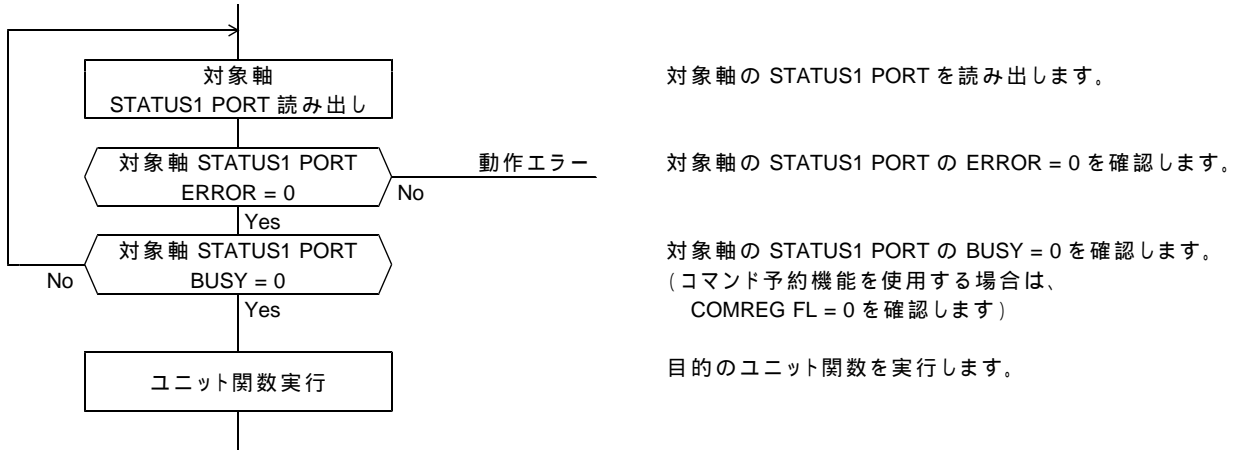 対象軸
STATUS1 PORT 読み出し
対象軸の STATUS1 PORT を読み出します。
対象軸 STATUS1 PORT
ERROR = 0
動作エラー
No
対象軸の STATUS1 PORT の ERROR = 0 を確認します。
Yes
対象軸 STATUS1 PORT
BUSY = 0
No
対象軸の STATUS1 PORT の BUSY = 0 を確認します。
(コマンド予約機能を使用する場合は、
COMREG FL = 0 を確認します)
Yes
ユニット関数実行
目的のユニット関数を実行します。